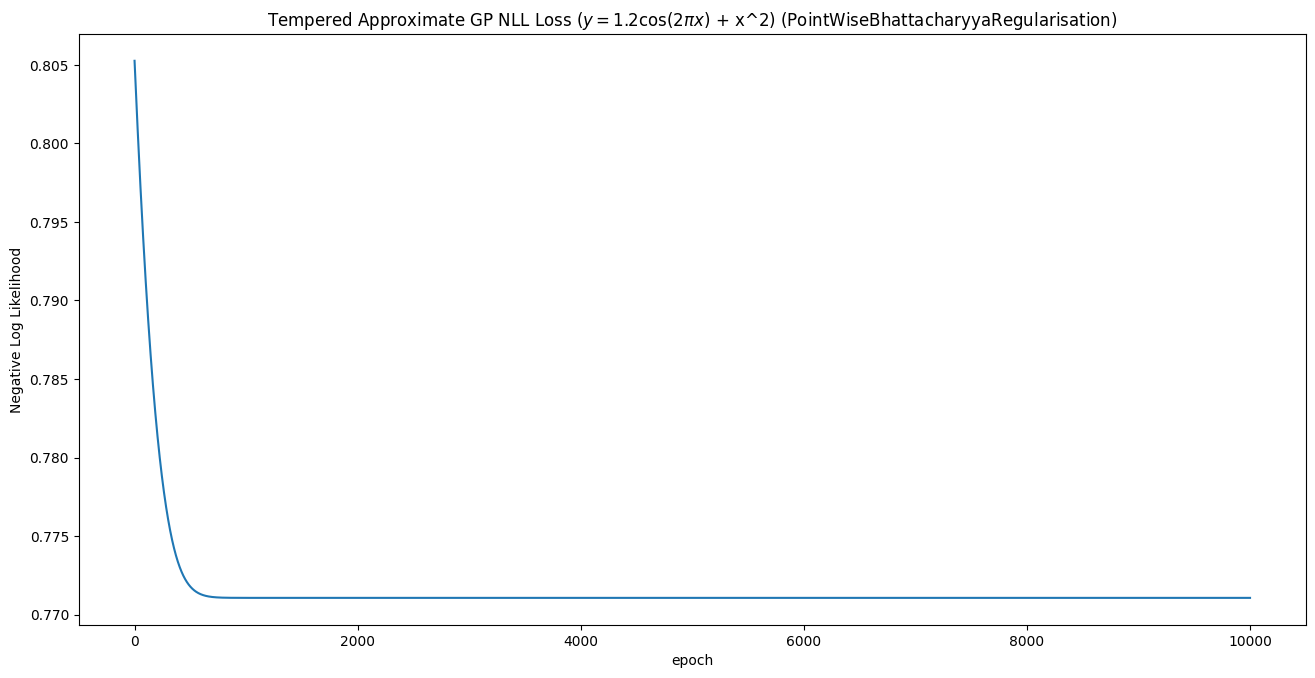 Tempered Approximate GP NLL Loss (y = 1.2cos(2πx) + x^2) (PointWiseBhattacharyyaRegularisation)
0.805
0.800
0.795
0.790
0.785
0.780
0.775
0.770
Negative Log Likelihood
0 2000 4000 6000 8000 10000
epoch